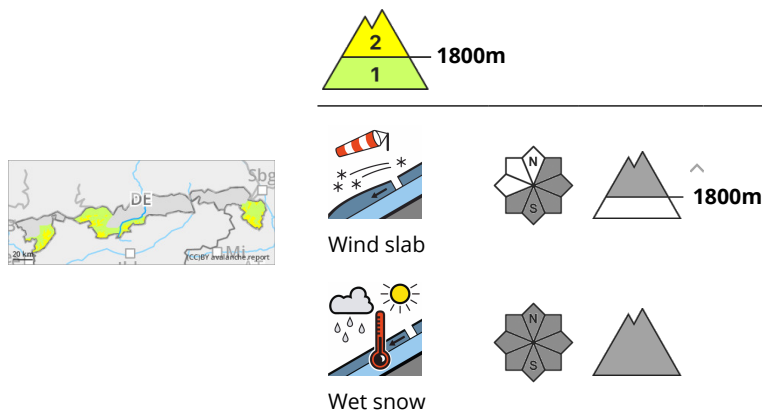 2
1
1800m
N
S
1800m
Wind slab
Sbg
DE
Mi
20 km
(CC)BY avalanche.report
N
S
Wet snow